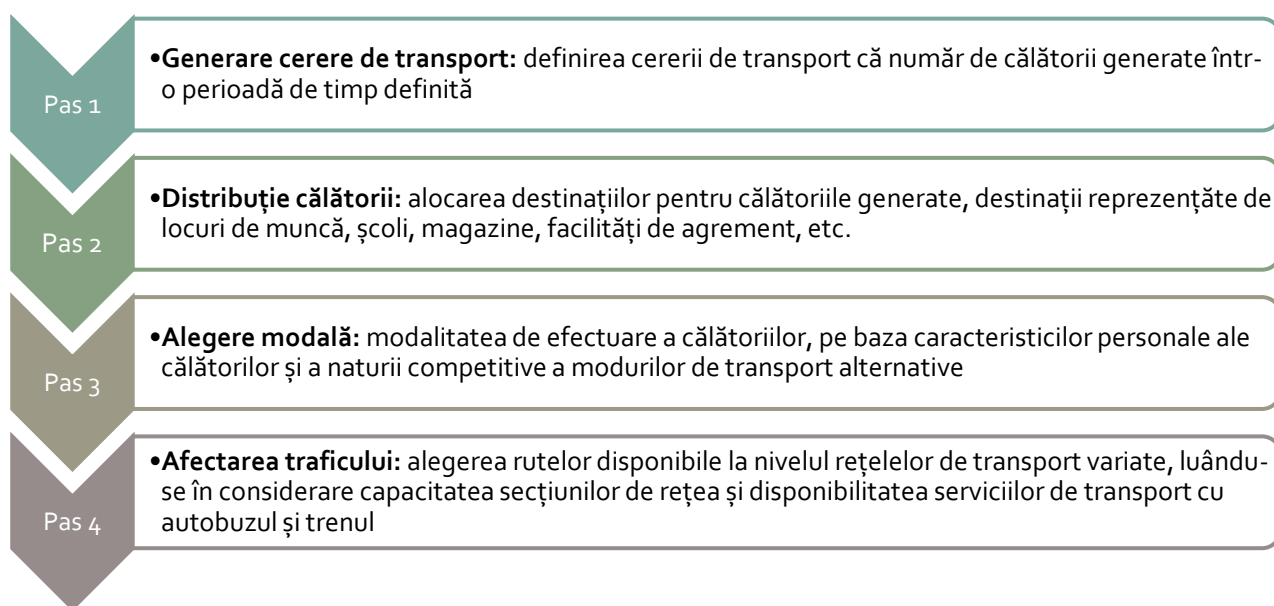 Pas 1
•Generare cerere de transport: definirea cererii de transport că număr de călătorii generate într-
o perioadă de timp definită
Pas 2
•Distribuție călătorii: alocarea destinațiilor pentru călătoriile generate, destinații reprezențăte de
locuri de muncă, școli, magazine, facilități de agrement, etc.
Pas 3
•Alegere modală: modalitatea de efectuare a călătoriilor, pe baza caracteristicilor personale ale
călătorilor și a naturii competitive a modurilor de transport alternative
Pas 4
•Afectarea traficului: alegerea rutelor disponibile la nivelul rețelelor de transport variate, luându-
se în considerare capacitatea secțiunilor de rețea și disponibilitatea serviciilor de transport cu
autobuzul și trenul